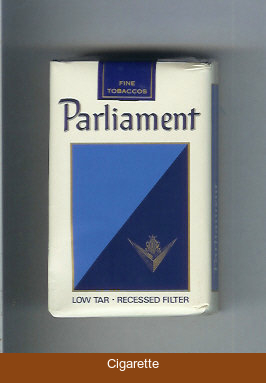 FINE
TOBACCOS
Parliament
LOW TAR · RECESSED FILTER
Cigarette